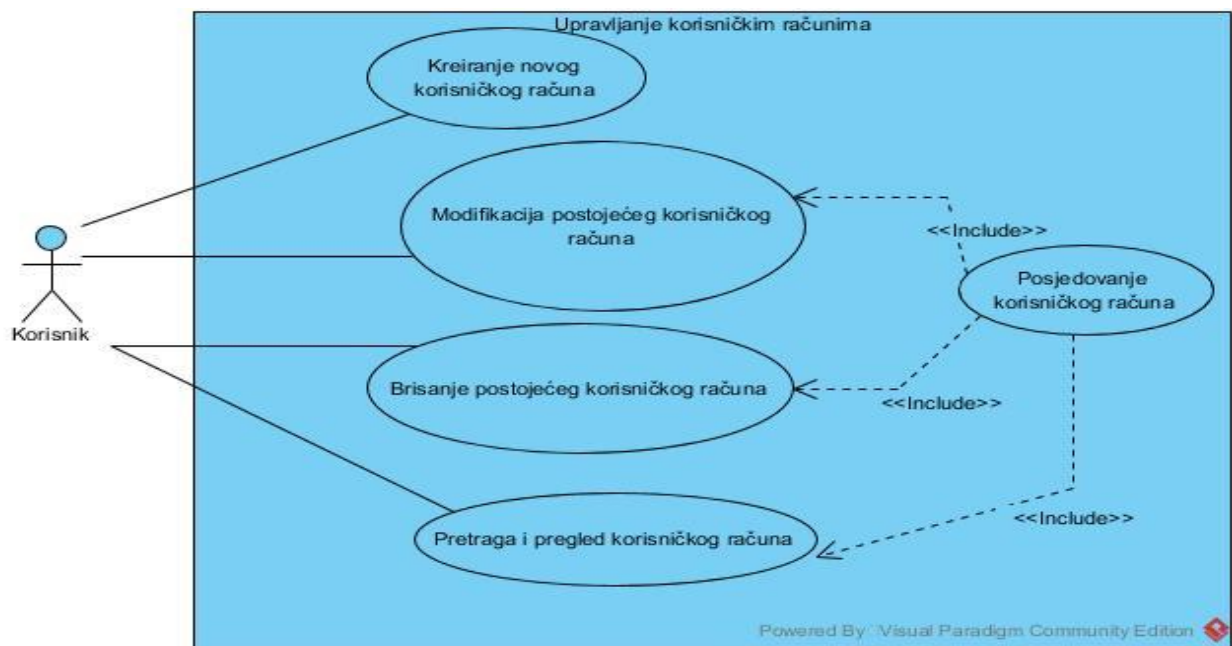 Upravljanje korisničkim računima
Kreiranje novog
korisničkog računa
Modifikacija postojećeg korisničkog
računa
<<Include>>
Posjedovanje
korisničkog računa
Korisnik
Brisanje postojećeg korisničkog računa
<<Include>>
<<Include>>
Pretraga i pregled korisničkog računa
Powered By: Visual Paradigm Community Edition